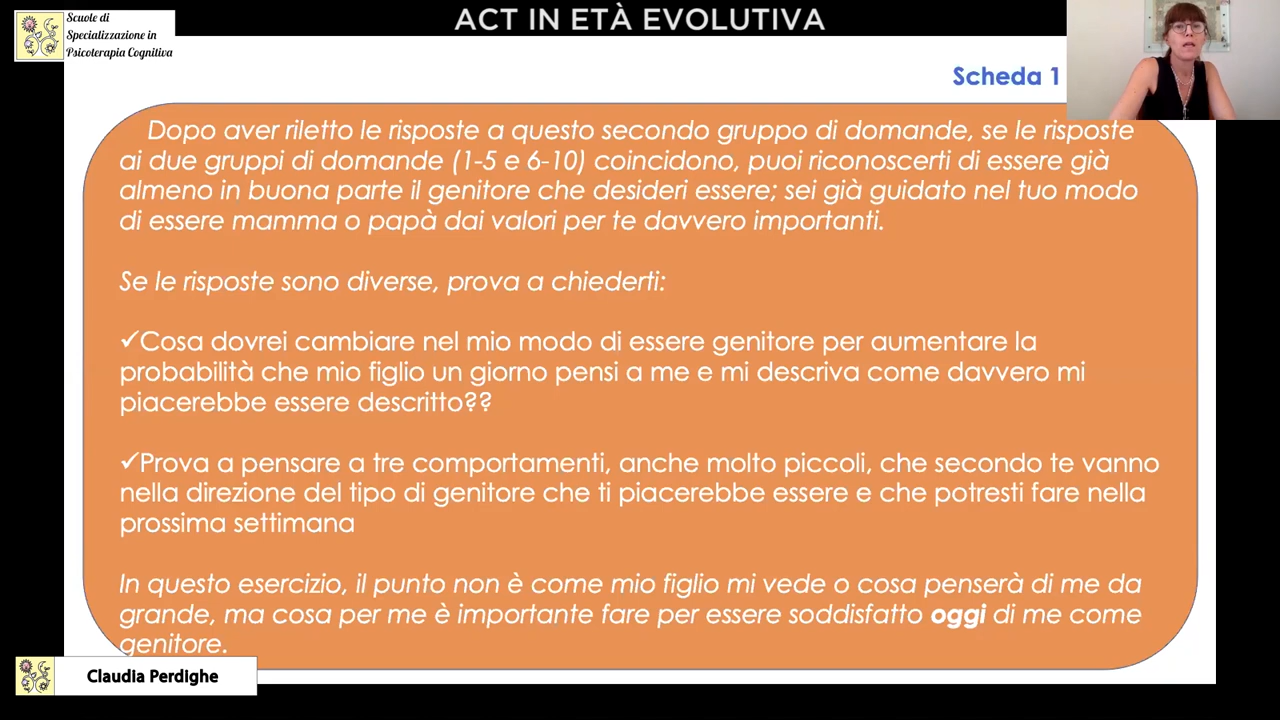 Scuole di
Specializzazione in
Psicoterapia Cognitiva
ACT IN ETÀ EVOLUTIVA
Scheda 1
Dopo aver riletto le risposte a questo secondo gruppo di domande, se le risposte
ai due gruppi di domande (1-5 e 6-10) coincidono, puoi riconoscerti di essere già
almeno in buona parte il genitore che desideri essere; sei già guidato nel tuo modo
di essere mamma o papà dai valori per te davvero importanti.
Se le risposte sono diverse, prova a chiederti:
✓Cosa dovrei cambiare nel mio modo di essere genitore per aumentare la
probabilità che mio figlio un giorno pensi a me e mi descriva come davvero mi
piacerebbe essere descritto??
✓Prova a pensare a tre comportamenti, anche molto piccoli, che secondo te vanno
nella direzione del tipo di genitore che ti piacerebbe essere e che potresti fare nella
prossima settimana
In questo esercizio, il punto non è come mio figlio mi vede o cosa penserà di me da
grande, ma cosa per me è importante fare per essere soddisfatto oggi di me come
genitore.
Claudia Perdighe